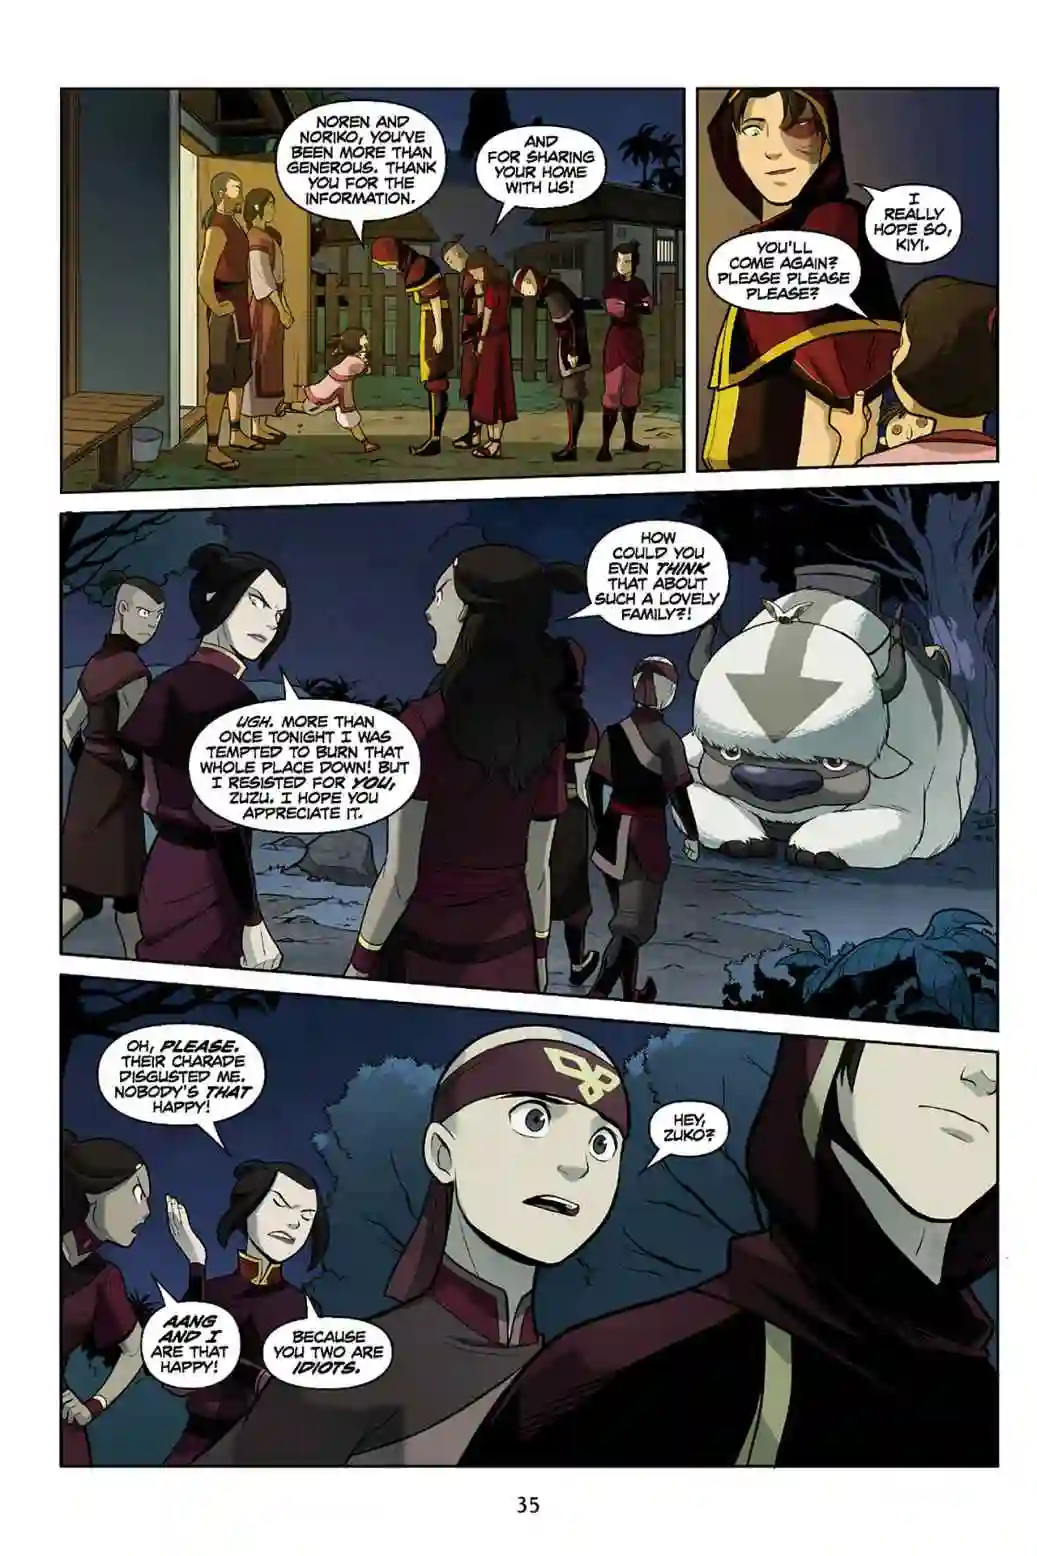 NOREN AND
NORIKO, YOU'VE
BEEN MORE THAN
GENEROUS. THANK
YOU FOR THE
INFORMATION.
AND
FOR SHARING
YOUR HOME
WITH US!
YOU'LL
COME AGAIN?
PLEASE PLEASE
PLEASE?
I
REALLY
HOPE SO,
KIYI.
UGH. MORE THAN
ONCE TONIGHT I WAS
TEMPTED TO BURN THAT
WHOLE PLACE DOWN! BUT
I RESISTED FOR YOU,
ZUZU. I HOPE YOU
APPRECIATE IT.
HOW
COULD YOU
EVEN THINK
THAT ABOUT
SUCH A LOVELY
FAMILY?!
OH, PLEASE.
THEIR CHARADE
DISGUSTED ME.
NOBODY'S THAT
HAPPY!
AANG
AND I
ARE THAT
HAPPY!
BECAUSE
YOU TWO ARE
IDIOTS.
HEY,
ZUKO?
35